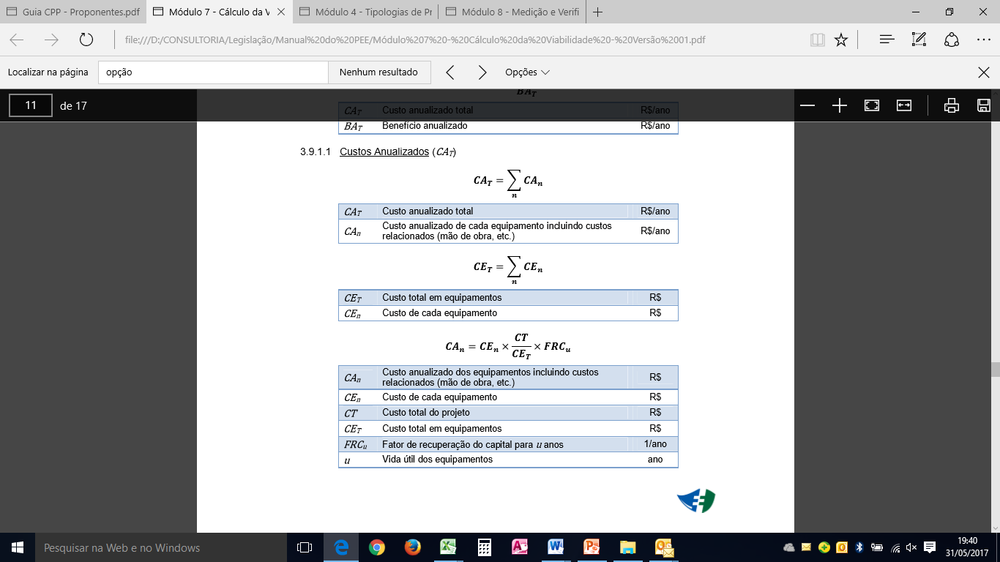 Guia CPP - Proponentes.pdf
Módulo 7 - Cálculo da V
Módulo 4 - Tipologias de Pr
Módulo 8 - Medição e Verifi
file:///D:/CONSULTORIA/Legislação/Manual%20do%20PEE/Módulo%207%20-%20Cálculo%20da%20Viabilidade%20-%20Versão%2001.pdf
Localizar na página opção Nenhum resultado Opções
11 de 17
BA_T
CA_T Custo anualizado total R$/ano
BA_T Benefício anualizado R$/ano
3.9.1.1 Custos Anualizados (CA_T)
CA_T = ∑_n CA_n
CA_T Custo anualizado total R$/ano
CA_n Custo anualizado de cada equipamento incluindo custos
relacionados (mão de obra, etc.) R$/ano
CE_T = ∑_n CE_n
CE_T Custo total em equipamentos R$
CE_n Custo de cada equipamento R$
CA_n = CE_n × CT/CE_T × FRC_u
CA_n Custo anualizado dos equipamentos incluindo custos
relacionados (mão de obra, etc.) R$
CE_n Custo de cada equipamento R$
CT Custo total do projeto R$
CE_T Custo total em equipamentos R$
FRC_u Fator de recuperação do capital para u anos 1/ano
u Vida útil dos equipamentos ano
Pesquisar na Web e no Windows
19:40
31/05/2017